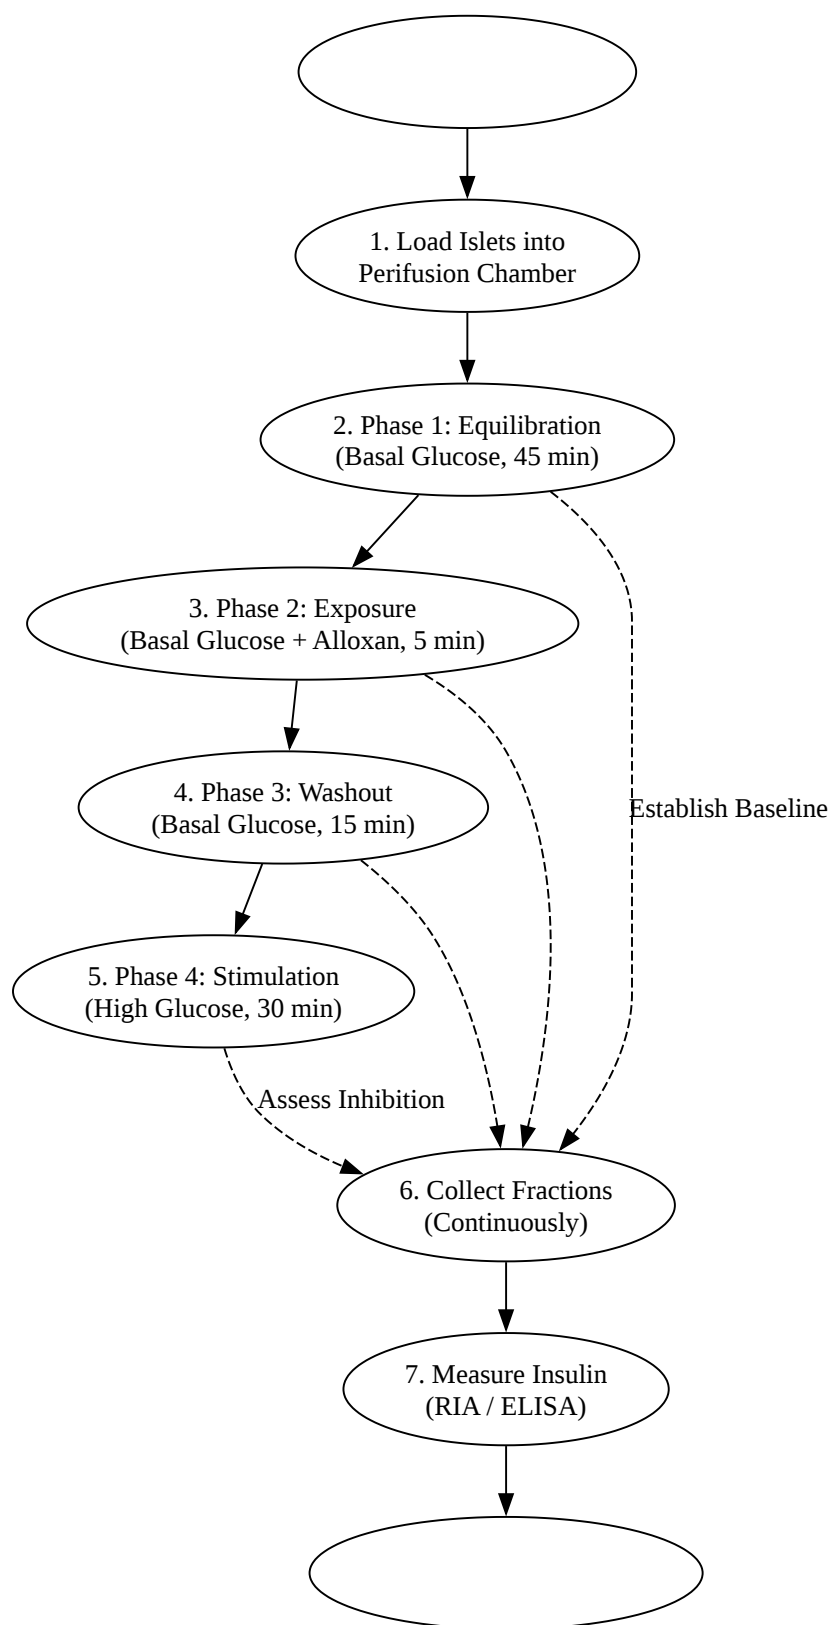 1. Load Islets into
Perifusion Chamber
2. Phase 1: Equilibration
(Basal Glucose, 45 min)
3. Phase 2: Exposure
(Basal Glucose + Alloxan, 5 min)
4. Phase 3: Washout
(Basal Glucose, 15 min)
Establish Baseline
5. Phase 4: Stimulation
(High Glucose, 30 min)
Assess Inhibition
6. Collect Fractions
(Continuously)
7. Measure Insulin
(RIA / ELISA)